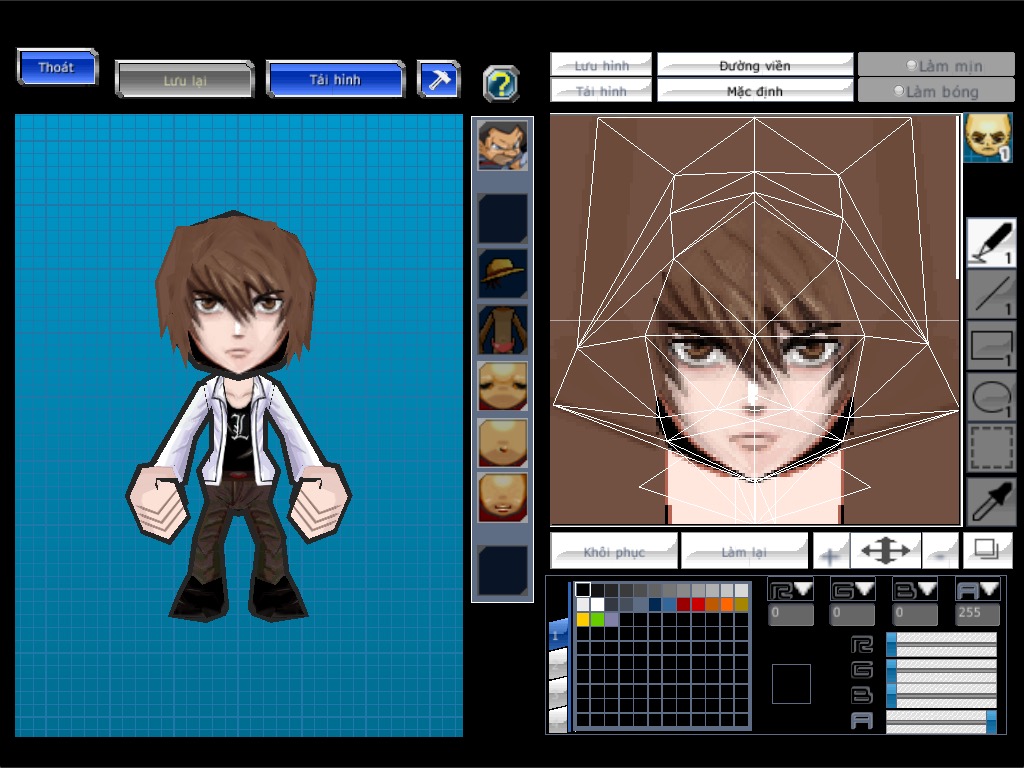 Thoát
Lưu lại
Tải hình
?
Lưu hình
Đường viền
Làm mịn
Tải hình
Mặc định
Làm bóng
1
L
1
1
1
1
Khôi phục
Làm lại
R
G
B
A
0
0
0
255
1
R
G
B
A